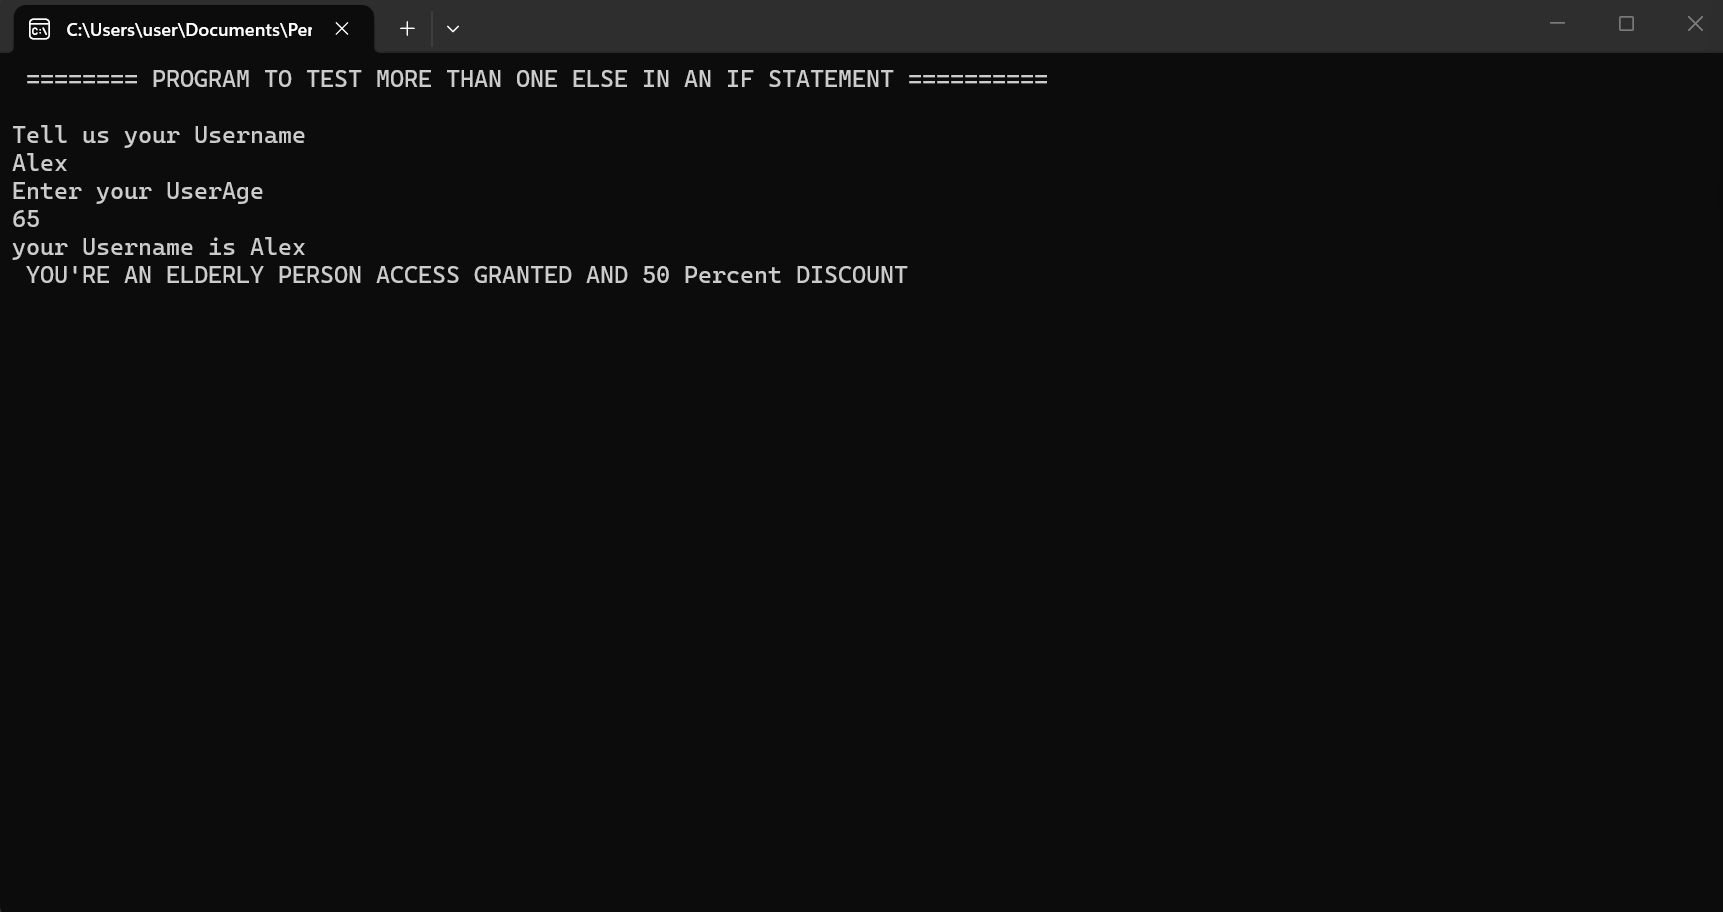 C:\Users\user\Documents\Per
======== PROGRAM TO TEST MORE THAN ONE ELSE IN AN IF STATEMENT ==========
Tell us your Username
Alex
Enter your UserAge
65
your Username is Alex
YOU'RE AN ELDERLY PERSON ACCESS GRANTED AND 50 Percent DISCOUNT